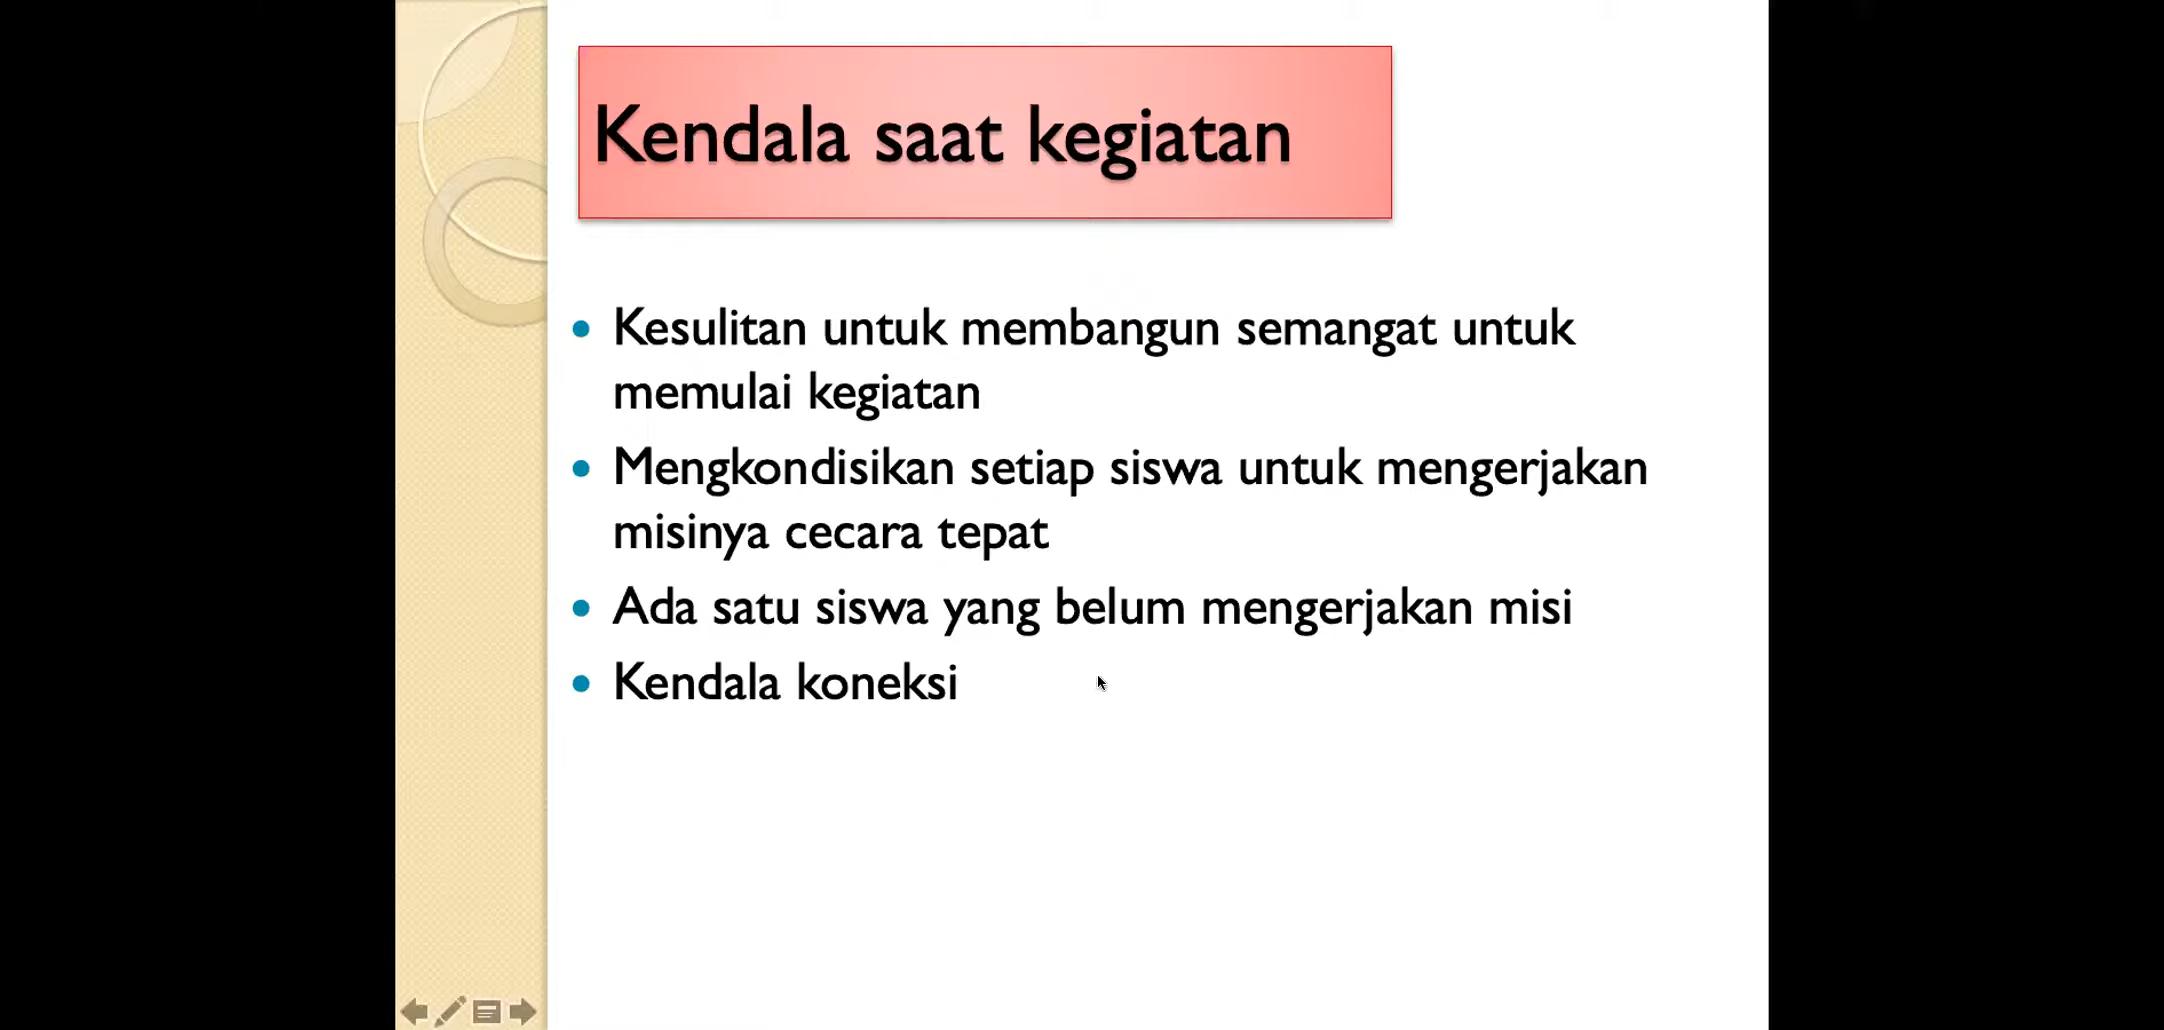 Kendala saat kegiatan
Kesulitan untuk membangun semangat untuk
memulai kegiatan
Mengkondisikan setiap siswa untuk mengerjakan
misinya cecara tepat
Ada satu siswa yang belum mengerjakan misi
Kendala koneksi